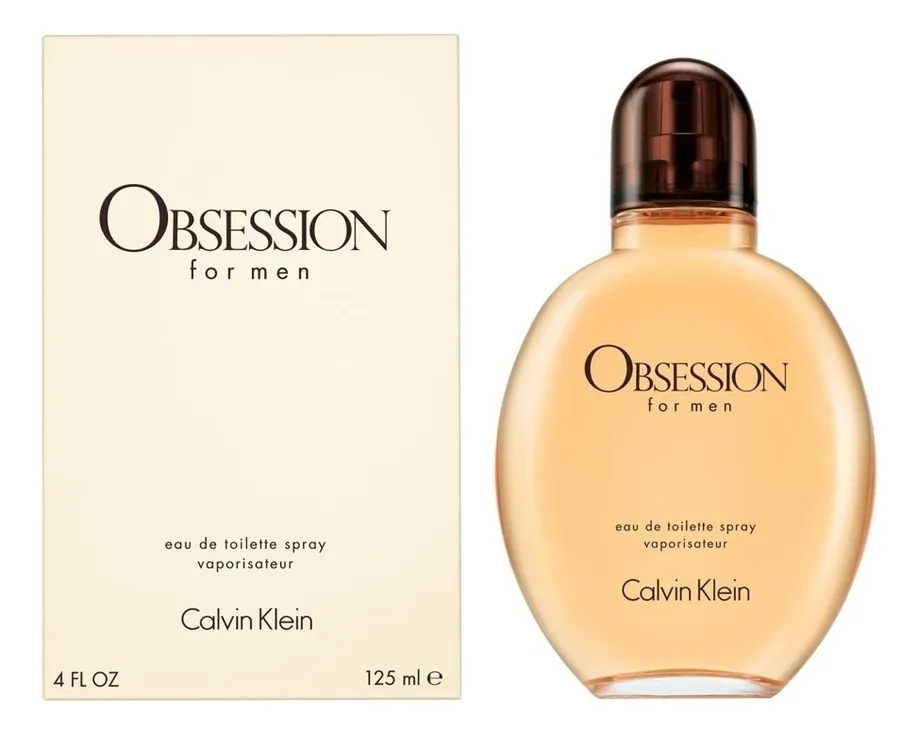 OBSESSION
for men
eau de toilette spray
vaporisateur
Calvin Klein
4 FL OZ
125 ml ℮
OBSESSION
for men
eau de toilette spray
vaporisateur
Calvin Klein